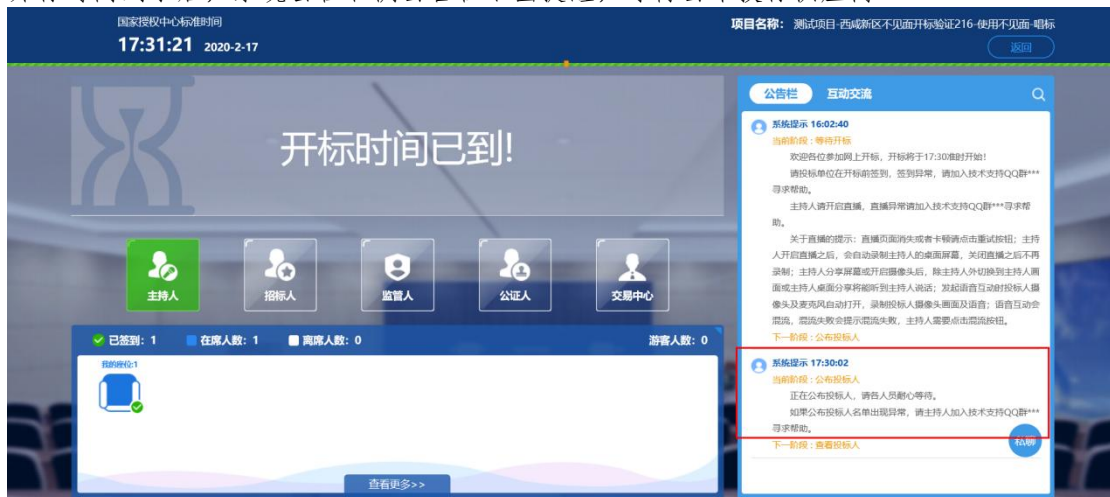 国家授权中心标准时间
17:31:21 2020-2-17
项目名称： 测试项目-西咸新区不见面开标验证216-使用不见面-唱标
返回
开标时间已到!
主持人
招标人
监管人
公证人
交易中心
已签到：1 在席人数：1 离席人数：0 游客人数：0
我的座位:1
查看更多>>
公告栏 互动交流
系统提示 16:02:40
当前阶段：等待开标
欢迎各位参加网上开标，开标将于17:30准时开始！
请投标单位在开标前签到，签到异常，请加入技术支持QQ群***
寻求帮助。
主持人请开启直播，直播异常请加入技术支持QQ群***寻求帮
助。
关于直播的提示：直播页面消失或者卡顿请点击重试按钮；主持
人开启直播之后，会自动录制主持人的桌面屏幕，关闭直播之后不再
录制；主持人分享屏幕或开启摄像头后，除主持人外切换到主持人画
面或主持人桌面分享将能听到主持人说话；发起语音互动时投标人摄
像头及麦克风自动打开，录制投标人摄像头画面及语音；语音互动会
混流，混流失败会提示混流失败，主持人需要点击混流按钮。
下一阶段：公布投标人
系统提示 17:30:02
当前阶段：公布投标人
正在公布投标人，请各人员耐心等待。
如果公布投标人名单出现异常，请主持人加入技术支持QQ群***
寻求帮助。
下一阶段：查看投标人
私聊